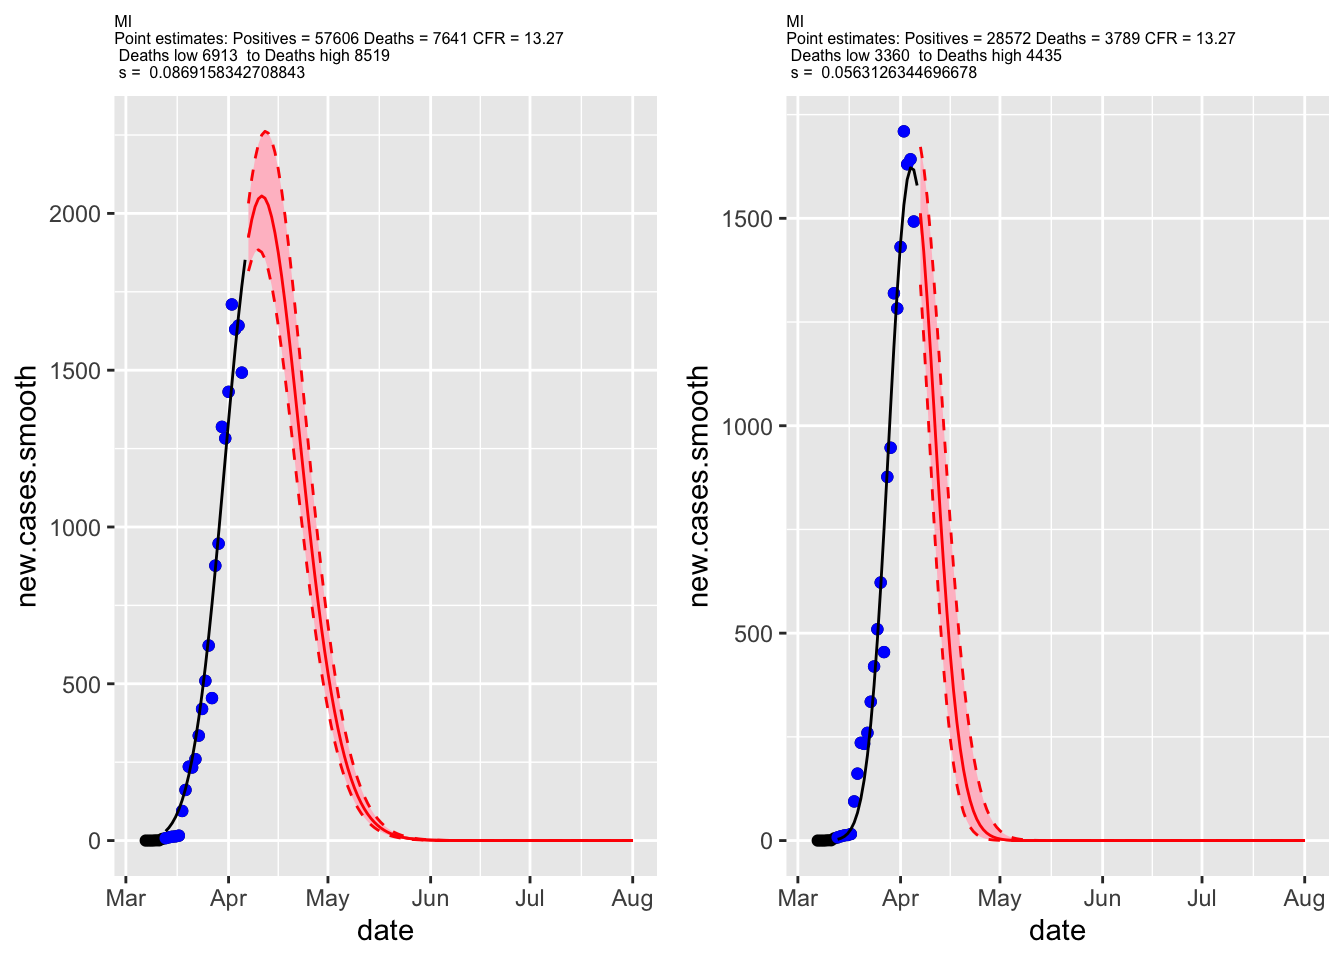 MI
Point estimates: Positives = 57606 Deaths = 7641 CFR = 13.27
Deaths low 6913  to Deaths high 8519
s =  0.0869158342708843
2000
1500
1000
500
0
new.cases.smooth
Mar Apr May Jun Jul Aug
date
MI
Point estimates: Positives = 28572 Deaths = 3789 CFR = 13.27
Deaths low 3360  to Deaths high 4435
s =  0.0563126344696678
1500
1000
500
0
new.cases.smooth
Mar Apr May Jun Jul Aug
date